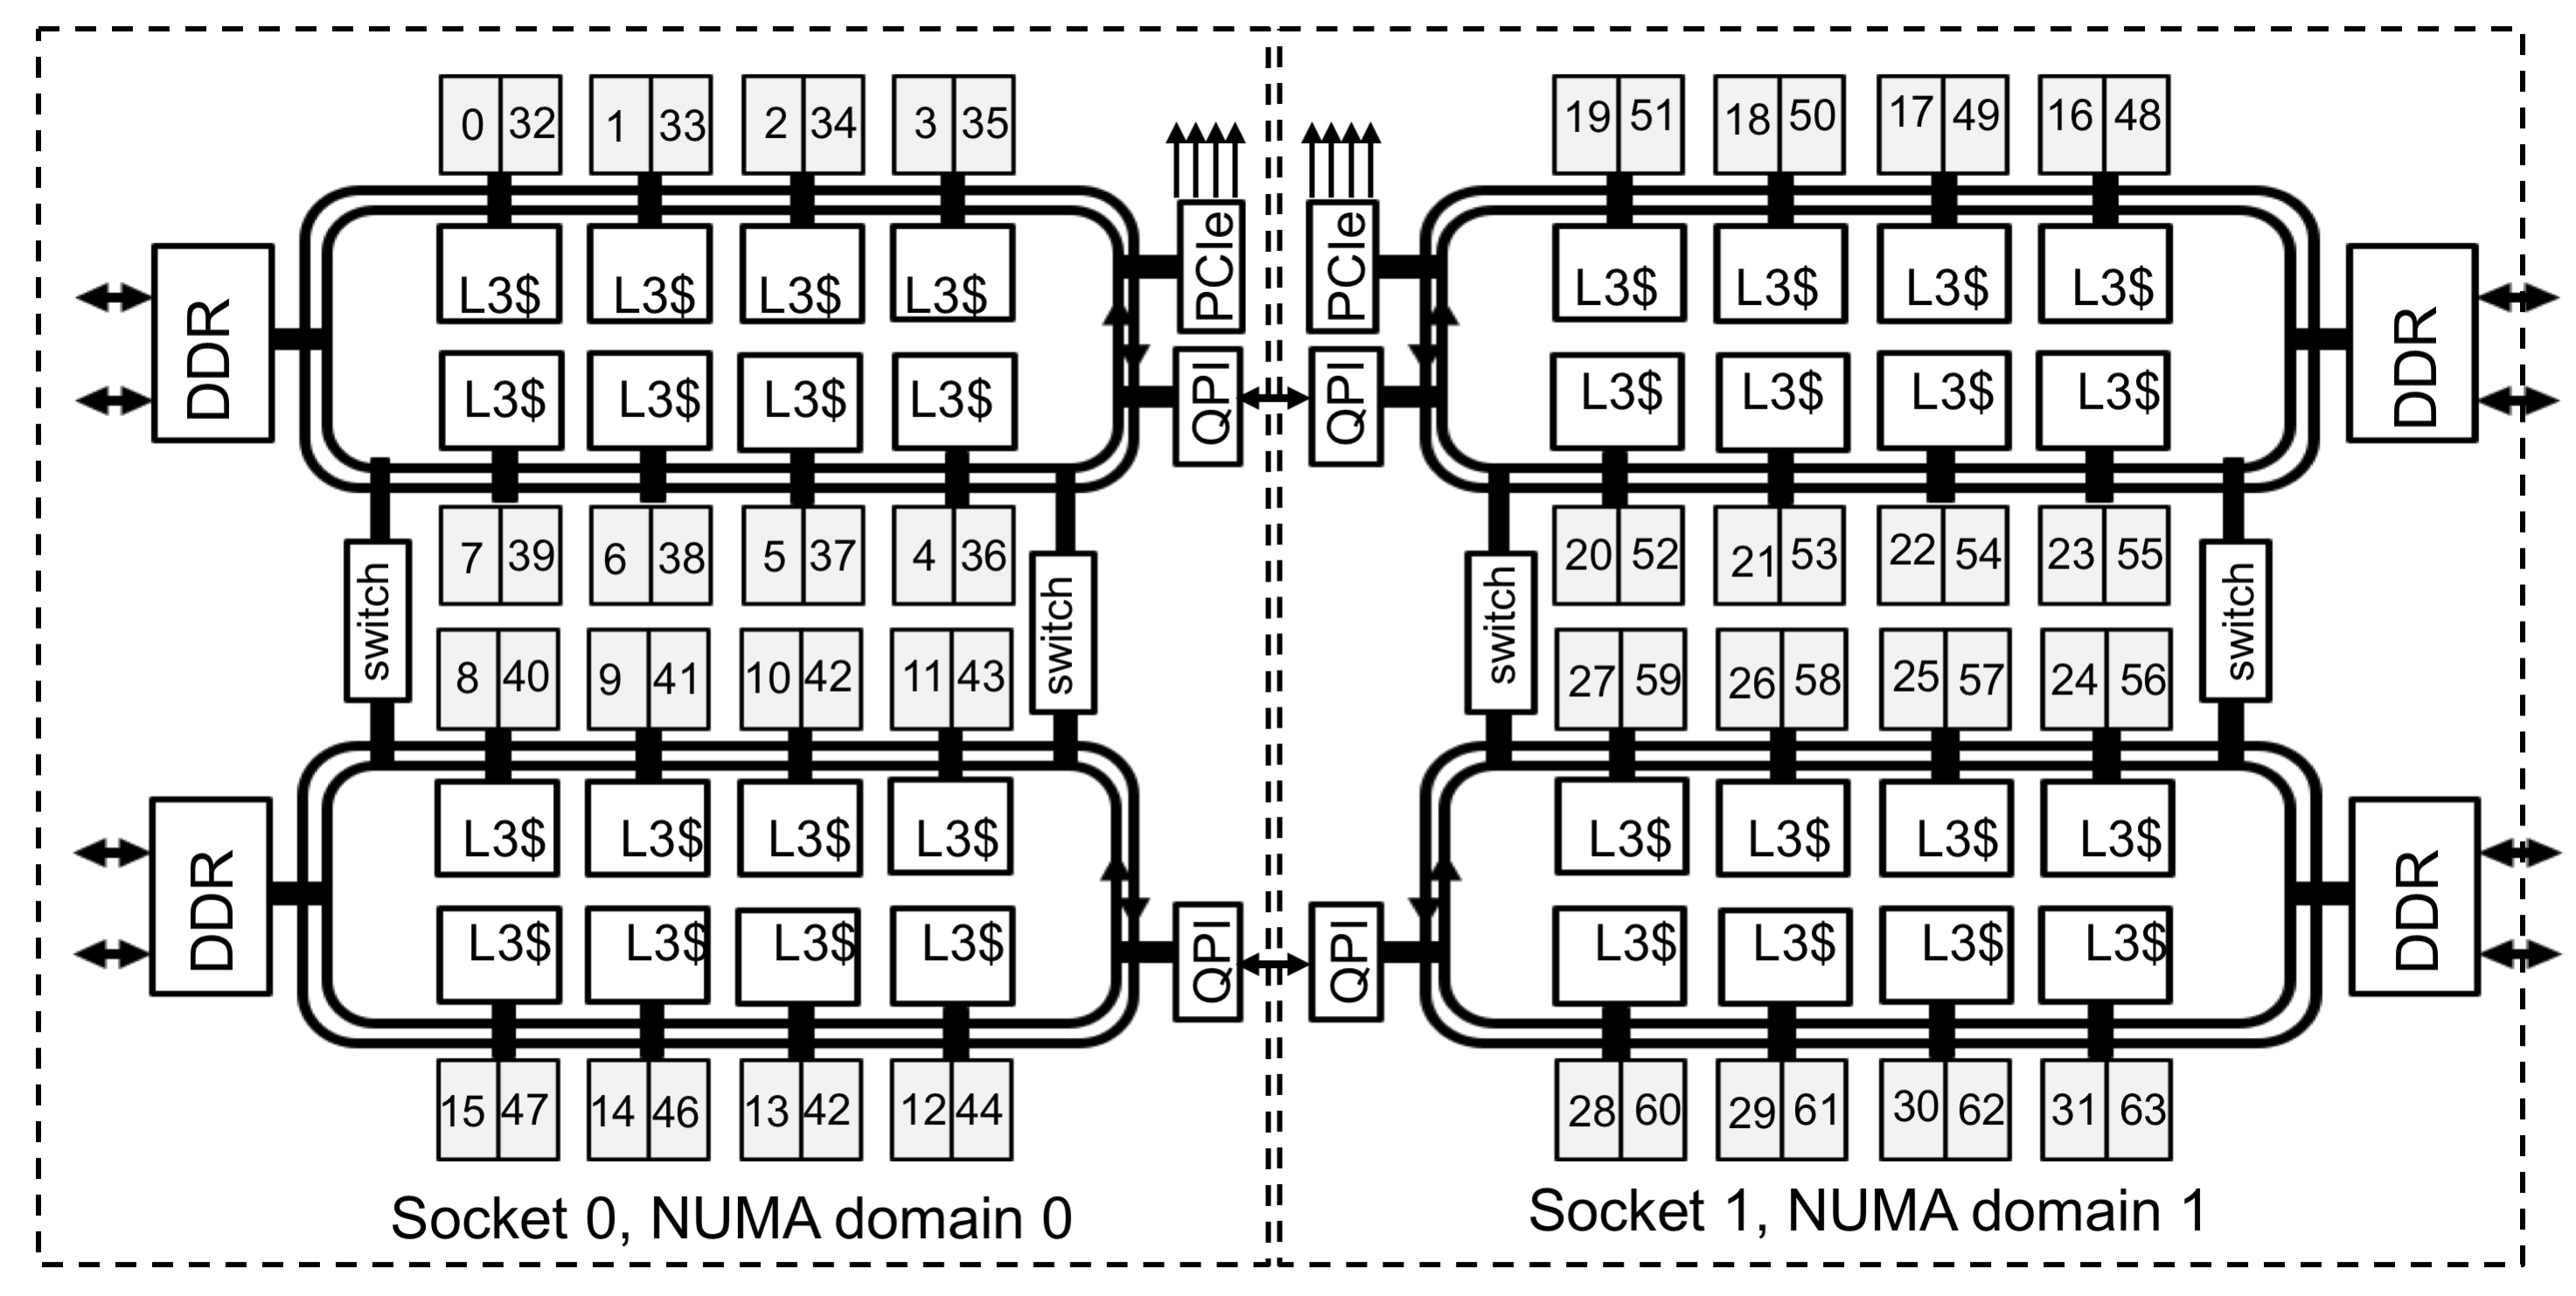 0 32 1 33 2 34 3 35
19 51 18 50 17 49 16 48
PCIe PCIe
DDR L3$ L3$ L3$ L3$
L3$ L3$ L3$ L3$ DDR
L3$ L3$ L3$ L3$ QPI
QPI L3$ L3$ L3$ L3$
7 39 6 38 5 37 4 36
20 52 21 53 22 54 23 55
switch switch switch switch
8 40 9 41 10 42 11 43
27 59 26 58 25 57 24 56
DDR L3$ L3$ L3$ L3$
L3$ L3$ L3$ L3$ DDR
L3$ L3$ L3$ L3$ QPI
QPI L3$ L3$ L3$ L3$
15 47 14 46 13 42 12 44
28 60 29 61 30 62 31 63
Socket 0, NUMA domain 0
Socket 1, NUMA domain 1